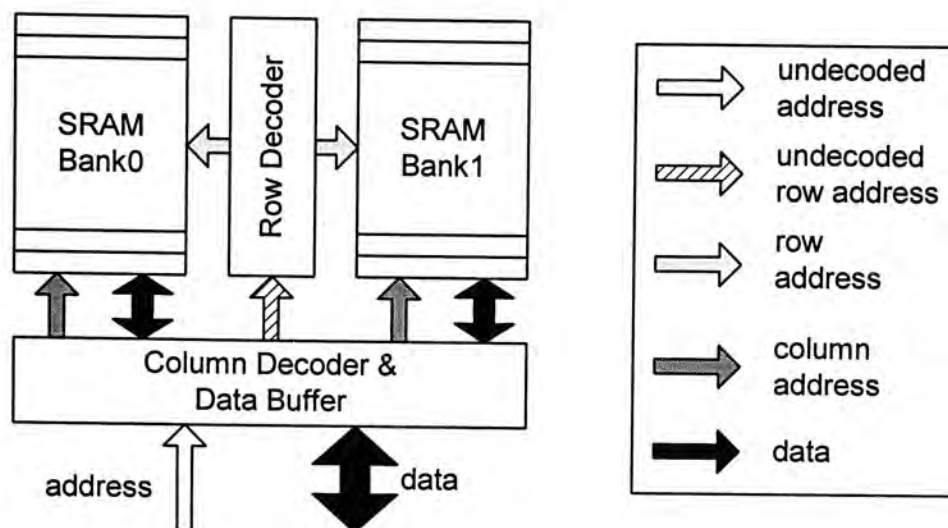 SRAM
Bank0
Row Decoder
SRAM
Bank1
Column Decoder &
Data Buffer
address
data
undecoded
address
undecoded
row address
row
address
column
address
data